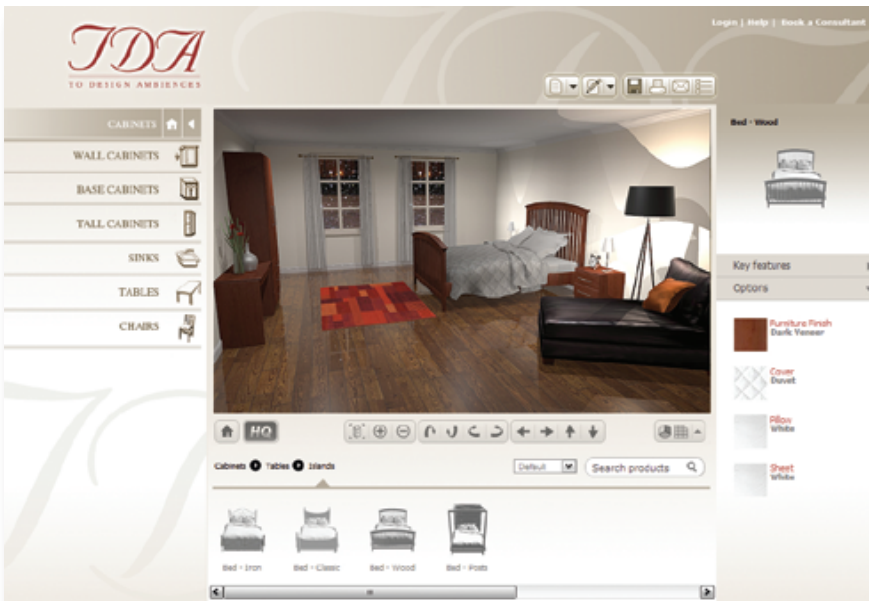 Login | Help | Book a Consultant
TDA
TO DESIGN AMBIENCES
CABINETS
WALL CABINETS
BASE CABINETS
TALL CABINETS
SINKS
TABLES
CHAIRS
HQ
Cabinets Tables Islands
Default
Search products
Bed - Iron
Bed - Classic
Bed - Wood
Bed - Posts
Bed - Wood
Key features
Options
Furniture Finish
Dark Veneer
Cover
Duvet
Pillow
White
Sheet
White